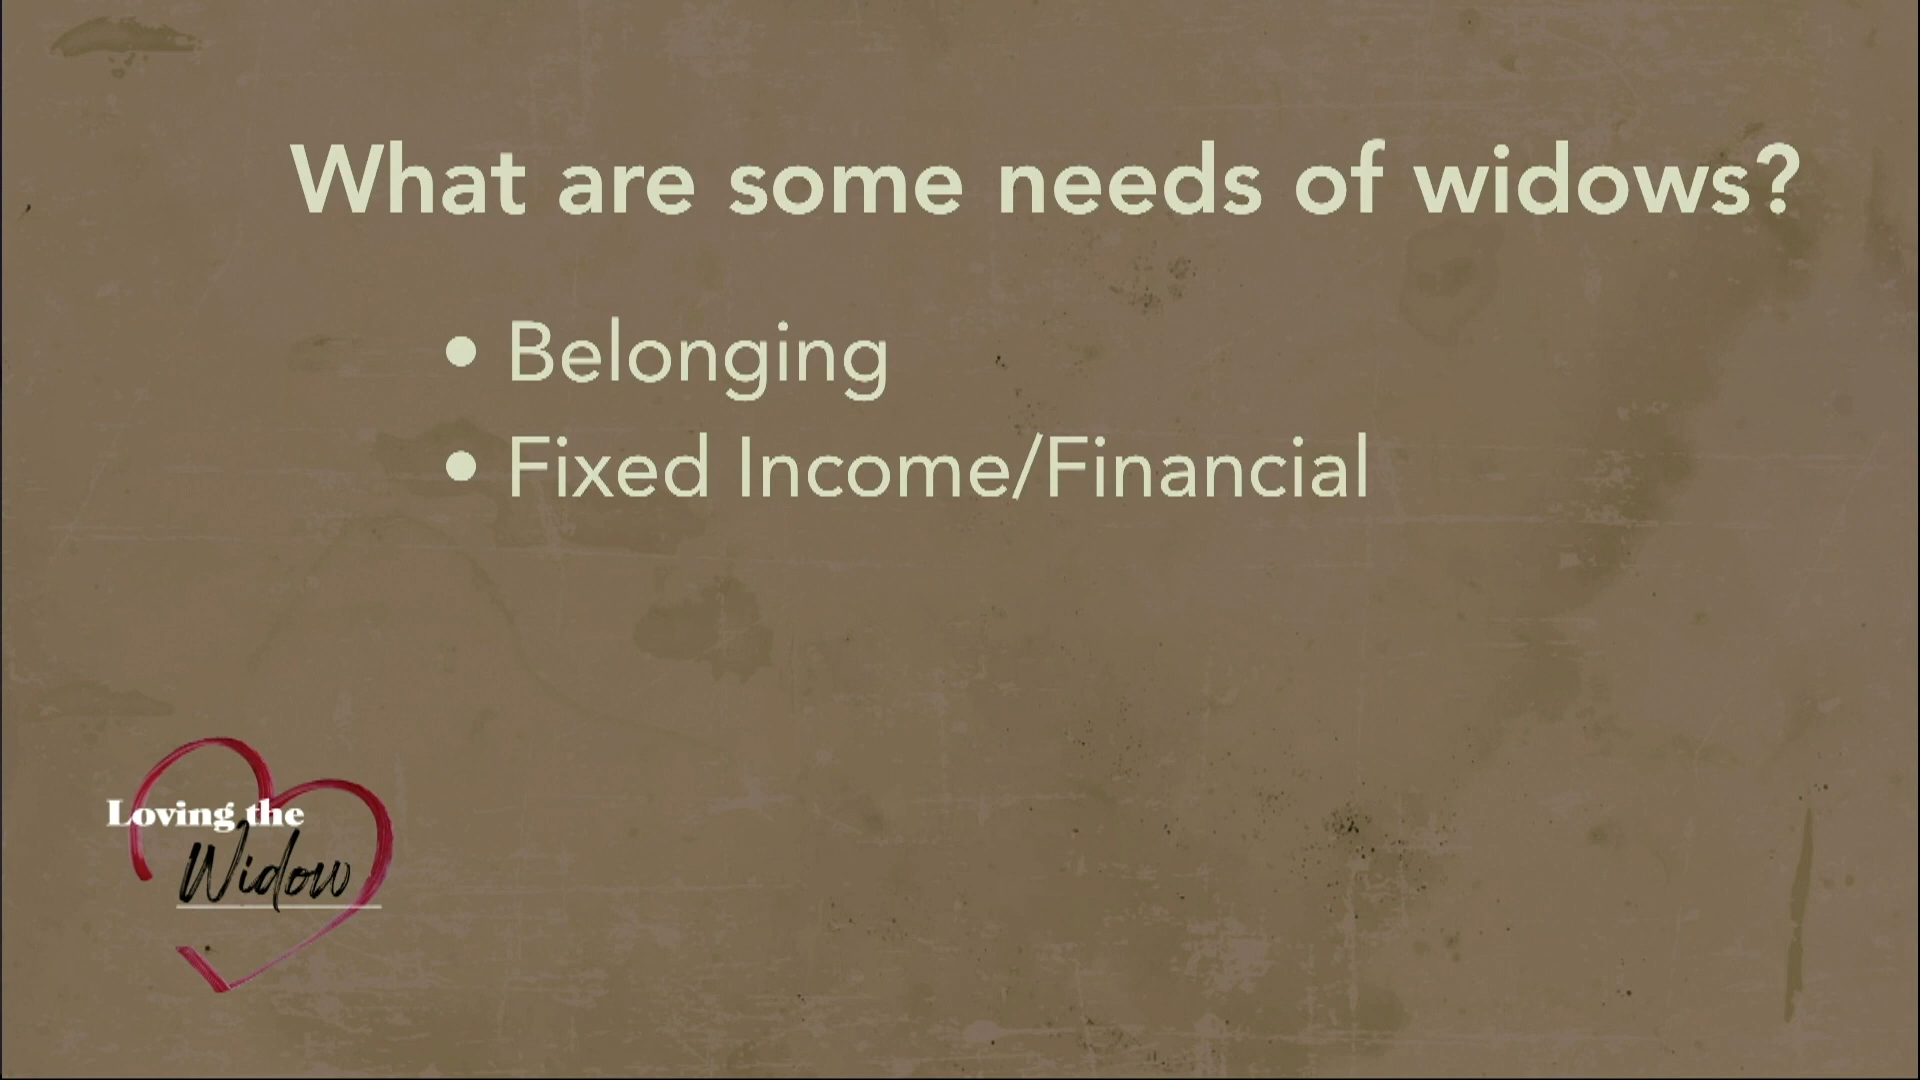 What are some needs of widows?
• Belonging
• Fixed Income/Financial
Loving the
Widow